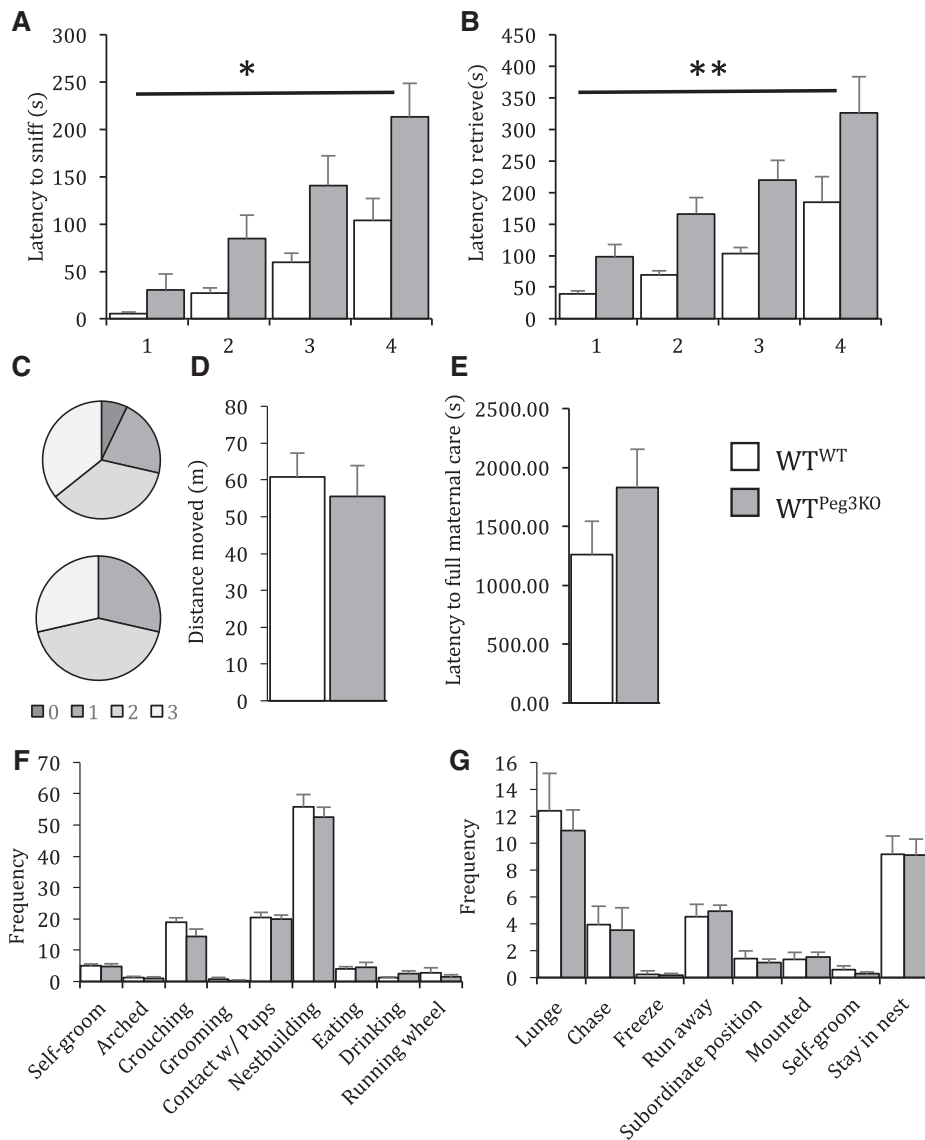 A
Latency to sniff (s)
300
250
200
150
100
50
0
*
1 2 3 4
B
Latency to retrieve(s)
450
400
350
300
250
200
150
100
50
0
**
1 2 3 4
C
0 1 2 3
D
Distance moved (m)
80
70
60
50
40
30
20
10
0
E
Latency to full maternal care (s)
2500.00
2000.00
1500.00
1000.00
500.00
0.00
WT^WT
WT^Peg3KO
F
Frequency
70
60
50
40
30
20
10
0
Self-groom
Arched
Crouching
Grooming
Contact w/ Pups
Nestbuilding
Eating
Drinking
Running wheel
G
Frequency
16
14
12
10
8
6
4
2
0
Lunge
Chase
Freeze
Run away
Subordinate position
Mounted
Self-groom
Stay in nest